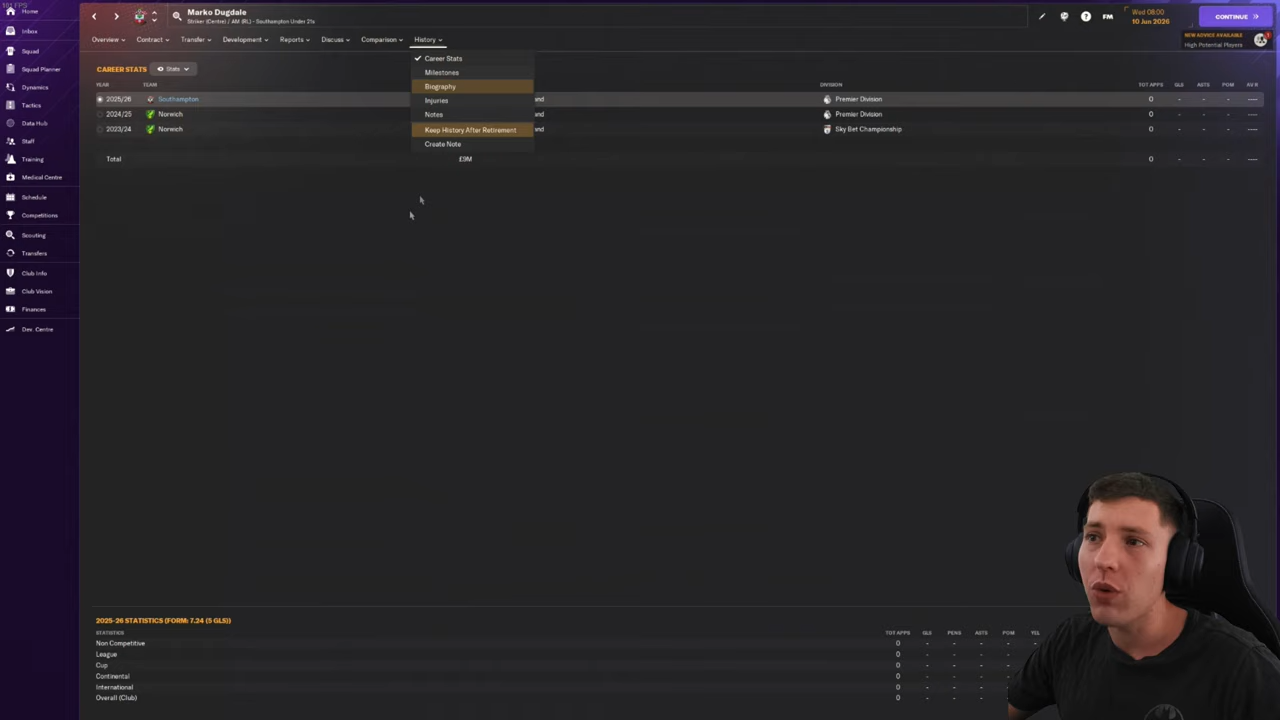 101 FPS
Home
Inbox
Squad
Squad Planner
Dynamics
Tactics
Data Hub
Staff
Training
Medical Centre
Schedule
Competitions
Scouting
Transfers
Club Info
Club Vision
Finances
Dev. Centre
Marko Dugdale
Striker (Centre) / AM (RL) - Southampton Under 21s
FM
Wed 08:00
10 Jun 2026
CONTINUE
Overview
Contract
Transfer
Development
Reports
Discuss
Comparison
History
NEW ADVICE AVAILABLE
High Potential Players
1
Career Stats
Milestones
Biography
Injuries
Notes
Keep History After Retirement
Create Note
CAREER STATS
Stats
YEAR TEAM DIVISION TOT APPS GLS ASTS POM AV R
2025/26 Southampton and Premier Division 0 - - - ----
2024/25 Norwich Premier Division
2023/24 Norwich and Sky Bet Championship
Total £9M 0 - - - ----
2025-26 STATISTICS (FORM: 7.24 (5 GLS))
STATISTICS TOT APPS GLS PENS ASTS POM YEL
Non Competitive 0 - - - - -
League 0 - - - - -
Cup 0 - - - - -
Continental 0 - - - - -
International 0 - - - - -
Overall (Club) 0 - - - - -